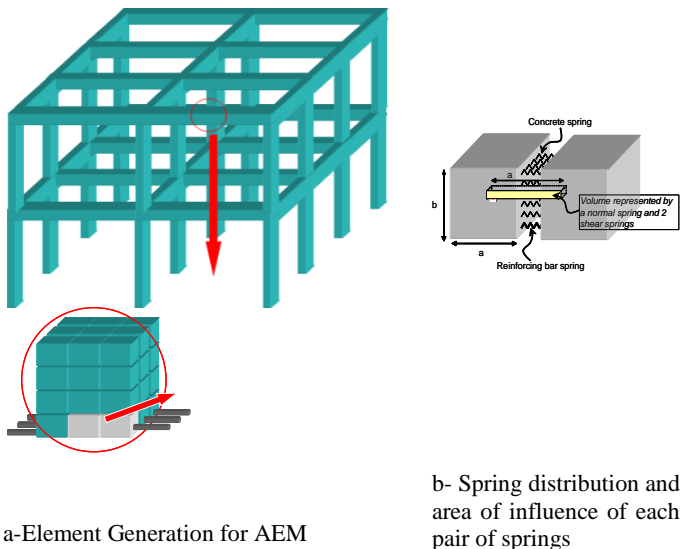 Concrete spring
a
b
Volume represented by
a normal spring and 2
shear springs
a
Reinforcing bar spring
b- Spring distribution and
area of influence of each
pair of springs
a-Element Generation for AEM